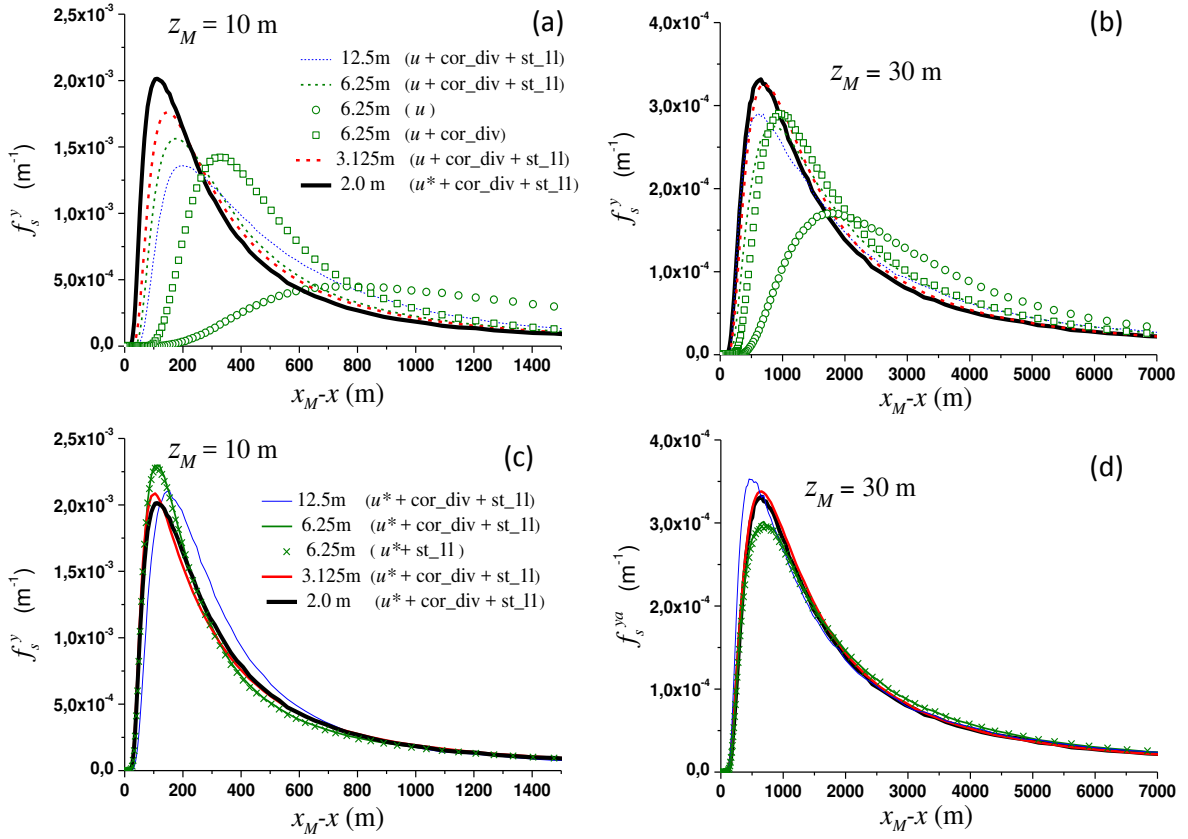 (a)
z_M = 10 m
12.5m (u + cor_div + st_1l)
6.25m (u + cor_div + st_1l)
6.25m ( u )
6.25m (u + cor_div)
3.125m (u + cor_div + st_1l)
2.0 m (u* + cor_div + st_1l)
2,5x10⁻³
2,0x10⁻³
1,5x10⁻³
1,0x10⁻³
5,0x10⁻⁴
0,0
f_s^y (m⁻¹)
0 200 400 600 800 1000 1200 1400
x_M-x (m)
(b)
z_M = 30 m
4,0x10⁻⁴
3,0x10⁻⁴
2,0x10⁻⁴
1,0x10⁻⁴
0,0
f_s^y (m⁻¹)
0 1000 2000 3000 4000 5000 6000 7000
x_M-x (m)
(c)
z_M = 10 m
12.5m (u* + cor_div + st_1l)
6.25m (u* + cor_div + st_1l)
6.25m ( u*+ st_1l )
3.125m (u* + cor_div + st_1l)
2.0 m (u* + cor_div + st_1l)
2,5x10⁻³
2,0x10⁻³
1,5x10⁻³
1,0x10⁻³
5,0x10⁻⁴
0,0
f_s^y (m⁻¹)
0 200 400 600 800 1000 1200 1400
x_M-x (m)
(d)
z_M = 30 m
4,0x10⁻⁴
3,0x10⁻⁴
2,0x10⁻⁴
1,0x10⁻⁴
0,0
f_s^ya (m⁻¹)
0 1000 2000 3000 4000 5000 6000 7000
x_M-x (m)